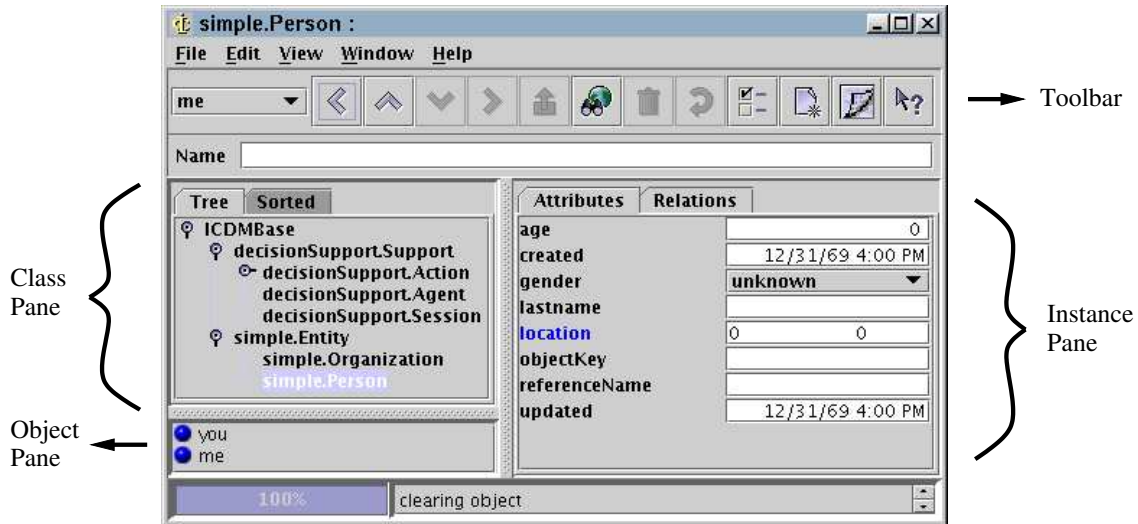 simple.Person :
File Edit View Window Help
me
Toolbar
Name
Tree Sorted
ICDMBase
decisionSupport.Support
decisionSupport.Action
decisionSupport.Agent
decisionSupport.Session
simple.Entity
simple.Organization
simple.Person
Class
Pane
Object
Pane
you
me
Attributes Relations
age 0
created 12/31/69 4:00 PM
gender unknown
lastname
location 0 0
objectKey
referenceName
updated 12/31/69 4:00 PM
Instance
Pane
100% clearing object